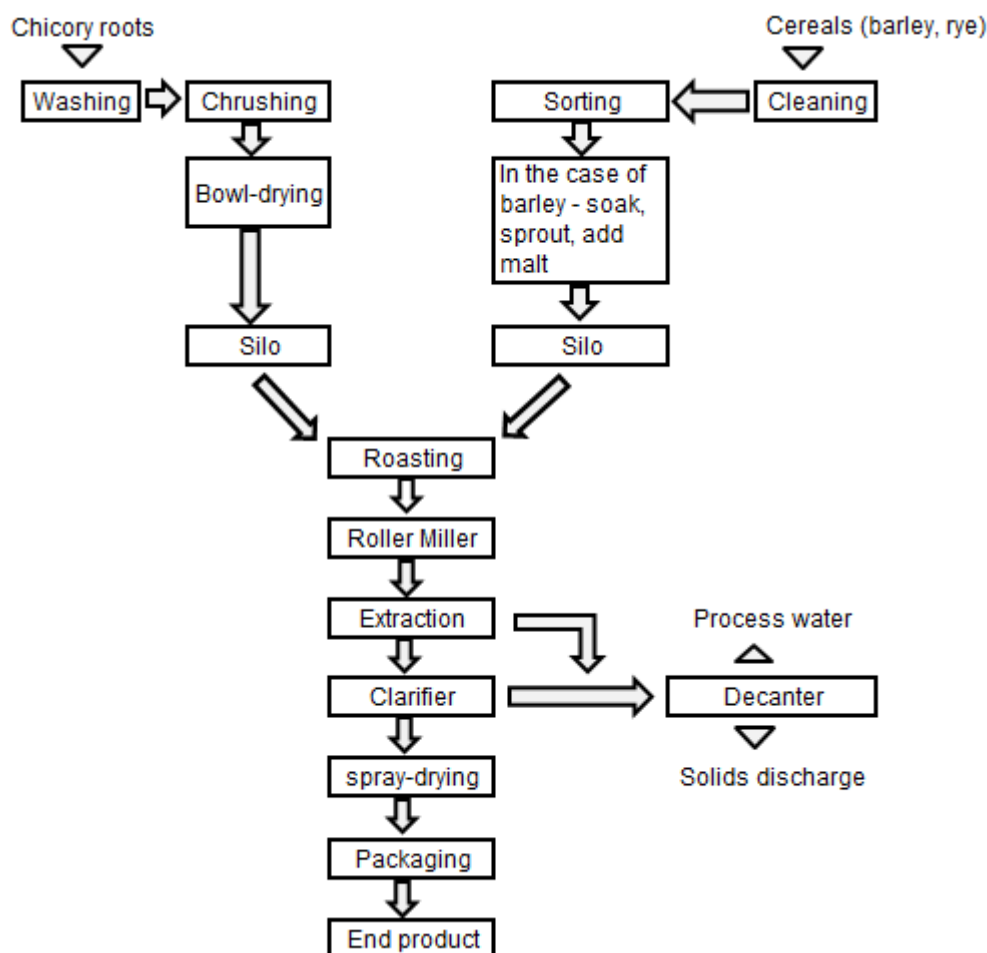 Chicory roots
Cereals (barley, rye)
Washing
Chrushing
Sorting
Cleaning
Bowl-drying
In the case of
barley - soak,
sprout, add
malt
Silo
Silo
Roasting
Roller Miller
Extraction
Process water
Clarifier
Decanter
spray-drying
Solids discharge
Packaging
End product